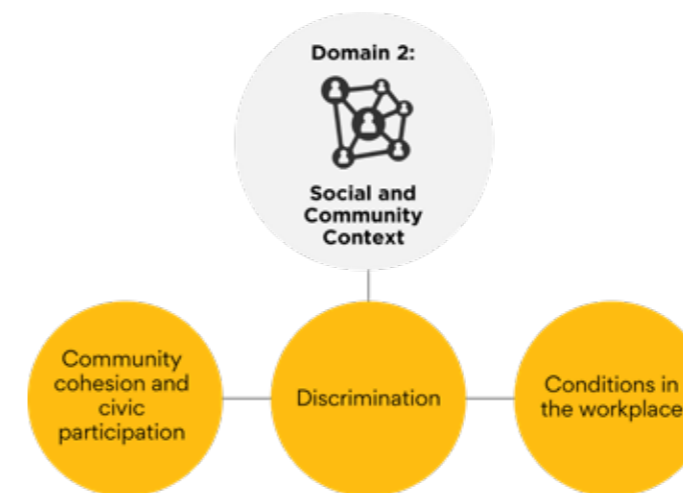 Domain 2:
Social and
Community
Context
Community
cohesion and
civic
participation
Discrimination
Conditions in
the workplace